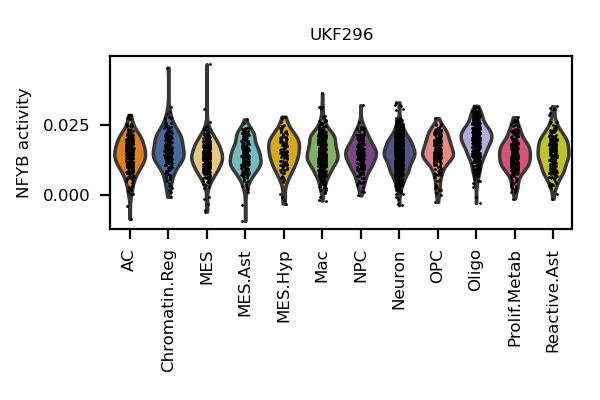 UKF296
NFYB activity
0.025
0.000
AC
Chromatin.Reg
MES
MES.Ast
MES.Hyp
Mac
NPC
Neuron
OPC
Oligo
Prolif.Metab
Reactive.Ast